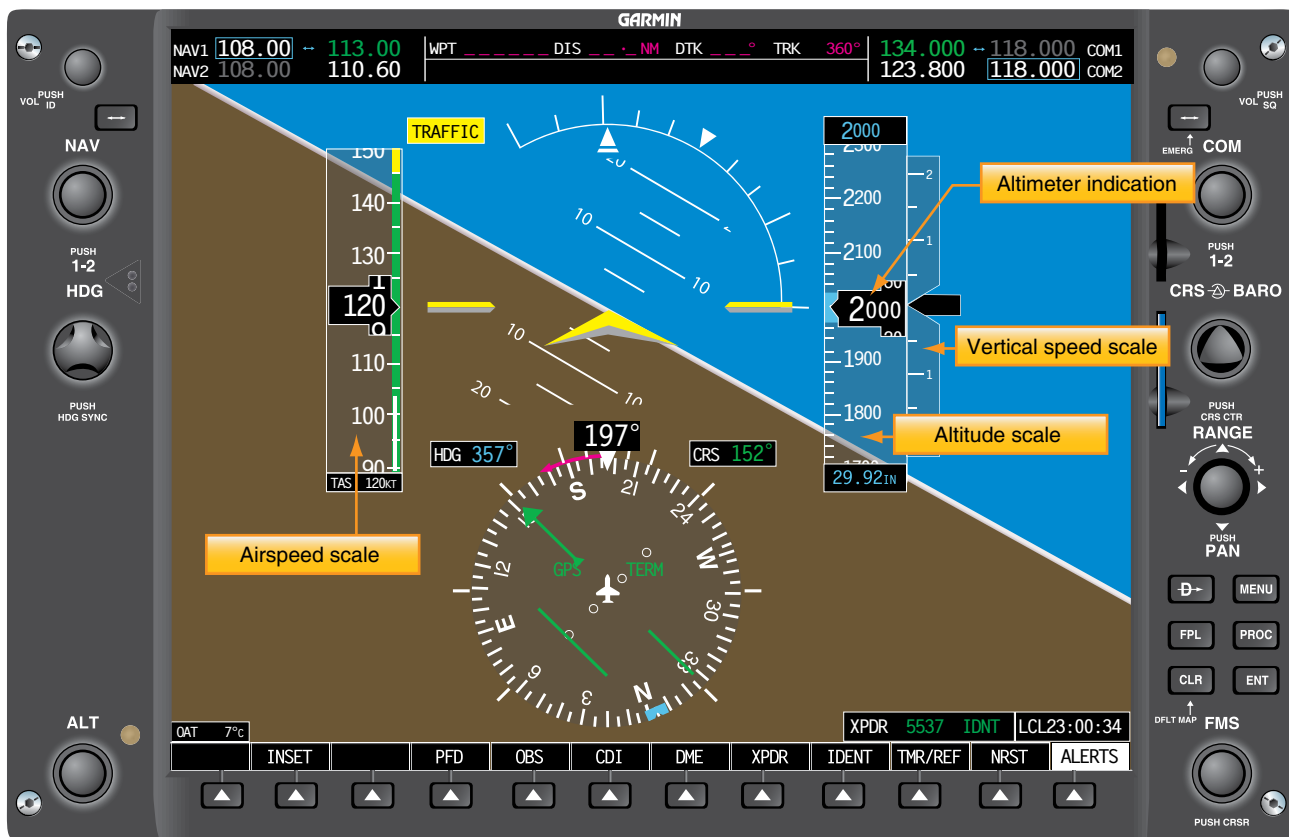 GARMIN
NAV1 108.00 ↔ 113.00
NAV2 108.00 110.60
WPT _ _ _ _ _ _ DIS _ _ ._ NM DTK _ _ _° TRK 360°
134.000 ↔ 118.000 COM1
123.800 118.000 COM2
VOL PUSH ID
NAV
PUSH
1-2
HDG
PUSH
HDG SYNC
ALT
TRAFFIC
150
140
130
120
110
100
90
TAS 120KT
Airspeed scale
20
10
10
10
10
20
10
2000
2300
2200
2100
2000
1900
1800
1700
29.92IN
2
1
1
Altimeter indication
Vertical speed scale
Altitude scale
HDG 357°
197°
CRS 152°
S
21
24
W
30
33
N
3
6
E
12
15
GPS
TERM
OAT 7°C
XPDR 5537 IDNT
LCL23:00:34
INSET
PFD
OBS
CDI
DME
XPDR
IDENT
TMR/REF
NRST
ALERTS
VOL PUSH SQ
EMERG
COM
PUSH
1-2
CRS BARO
PUSH
CRS CTR
RANGE
- +
PUSH
PAN
D
MENU
FPL
PROC
CLR
ENT
DFLT MAP
FMS
PUSH CRSR